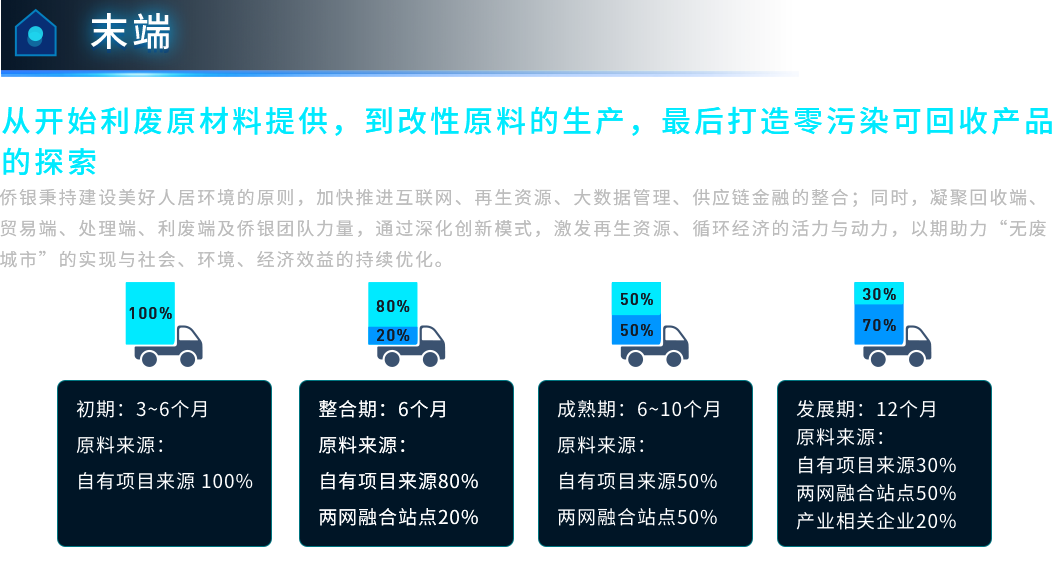 末端
从开始利废原材料提供，到改性原料的生产，最后打造零污染可回收产品
的探索
侨银秉持建设美好人居环境的原则，加快推进互联网、再生资源、大数据管理、供应链金融的整合；同时，凝聚回收端、
贸易端、处理端、利废端及侨银团队力量，通过深化创新模式，激发再生资源、循环经济的活力与动力，以期助力“无废
城市”的实现与社会、环境、经济效益的持续优化。
100%
80%
20%
50%
50%
30%
70%
初期：3~6个月
原料来源：
自有项目来源 100%
整合期：6个月
原料来源：
自有项目来源80%
两网融合站点20%
成熟期：6~10个月
原料来源：
自有项目来源50%
两网融合站点50%
发展期：12个月
原料来源：
自有项目来源30%
两网融合站点50%
产业相关企业20%